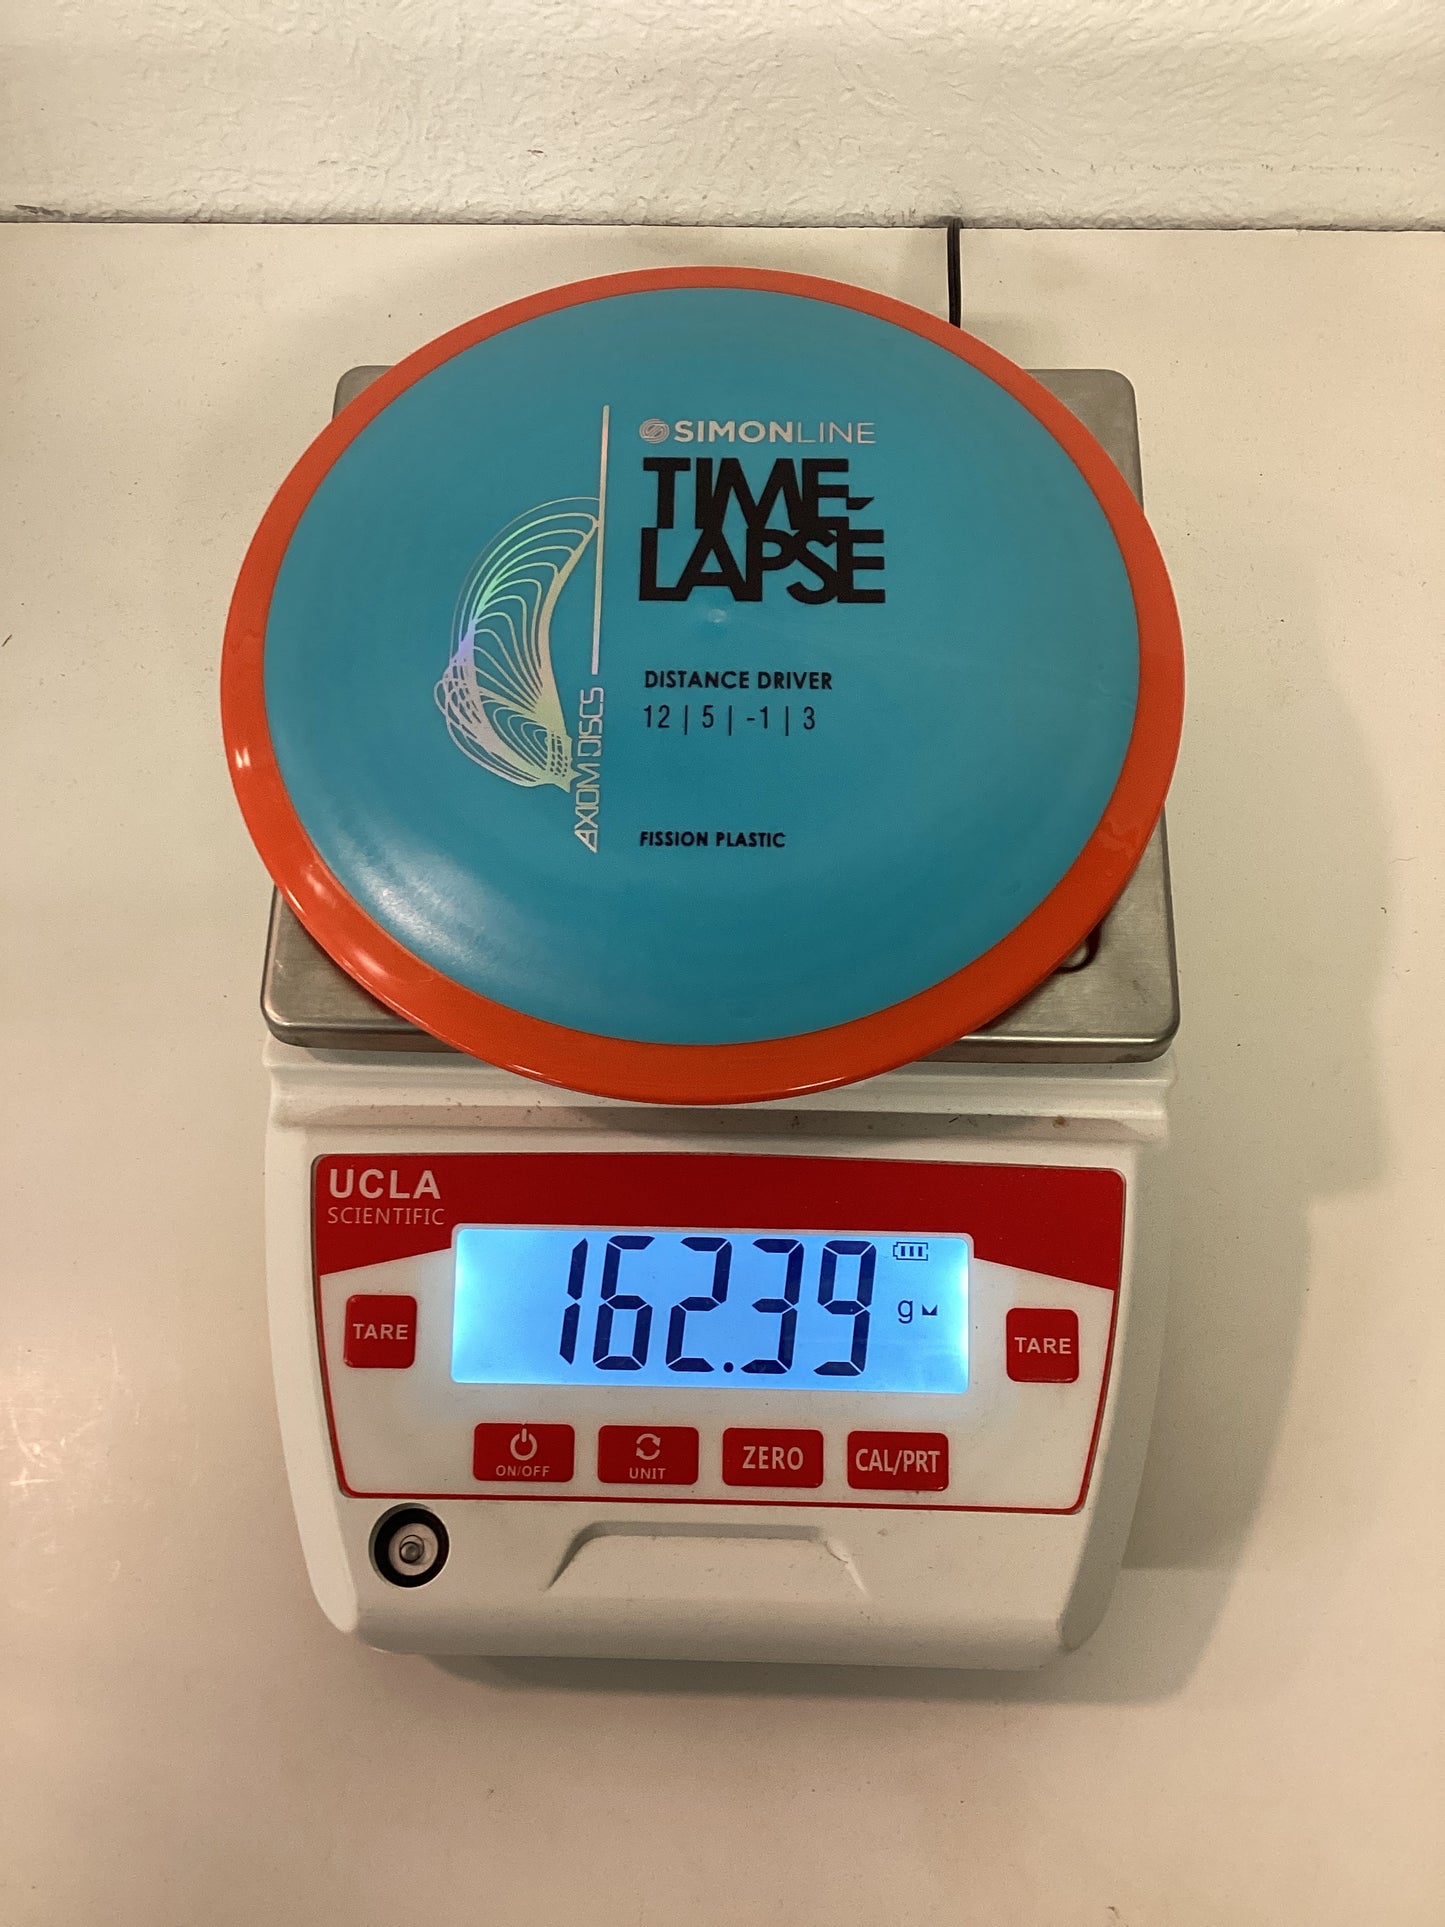 SIMONLINE
TIME-
LAPSE
DISTANCE DRIVER
12 | 5 | -1 | 3
AXIOM DISCS
FISSION PLASTIC
UCLA
SCIENTIFIC
162.39
g
TARE
TARE
ON/OFF
UNIT
ZERO
CAL/PRT